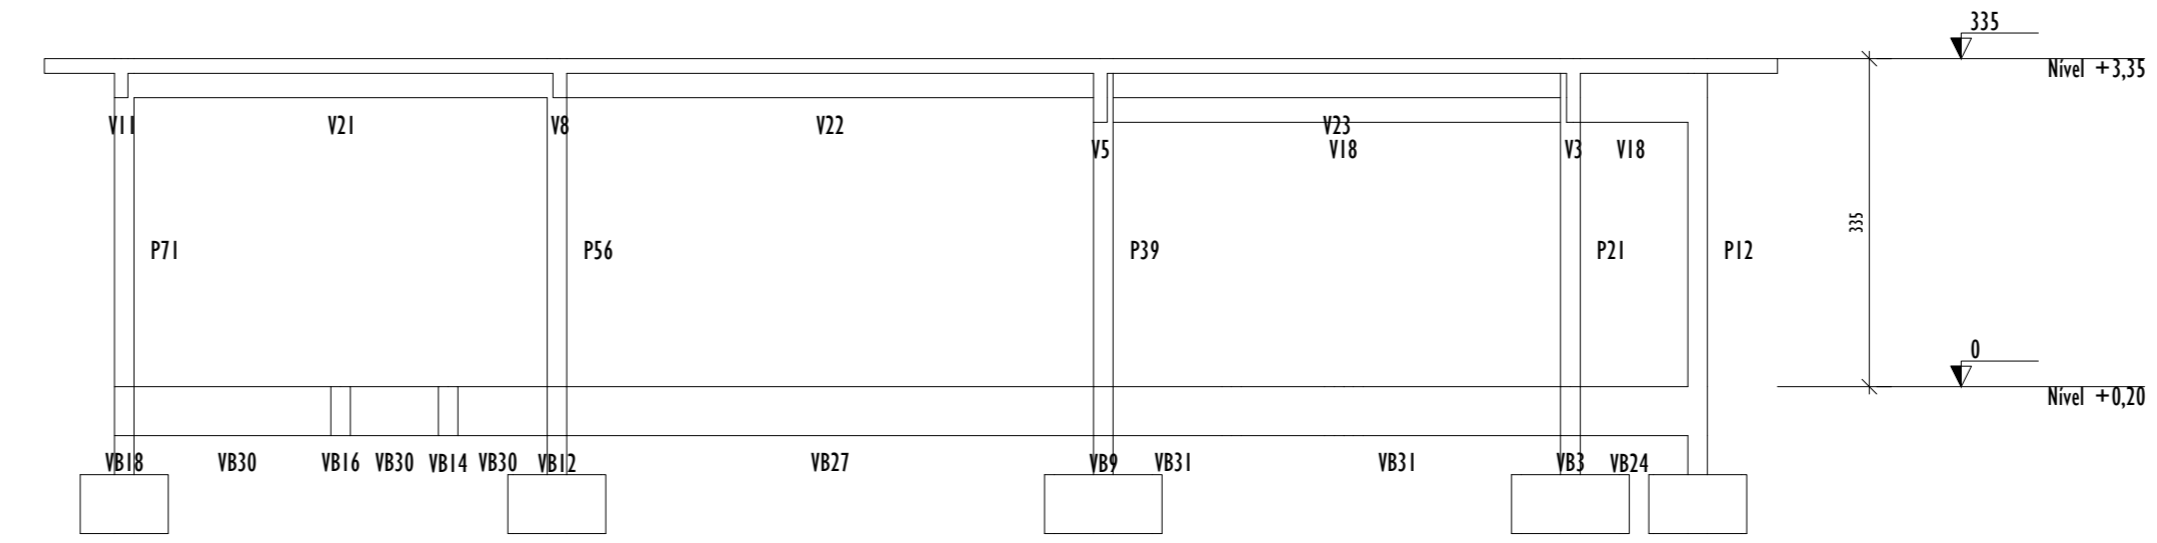 335
Nível +3,35
V11 V21 V8 V22 V23
V5 V18 V3 V18
335
P71 P56 P39 P21 P12
0
Nível +0,20
VB18 VB30 VB16 VB30 VB14 VB30 VB12 VB27 VB9 VB31 VB31 VB3 VB24